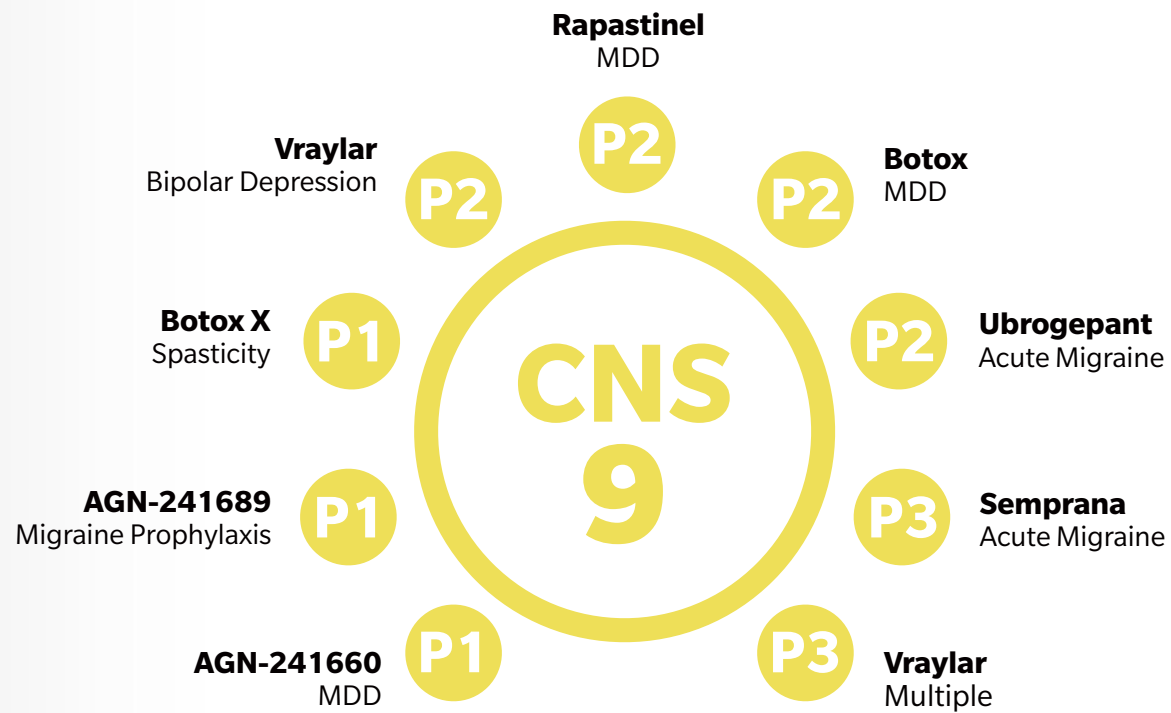 Rapastinel
MDD
P2
Vraylar
Bipolar Depression
P2
Botox
MDD
P2
Botox X
Spasticity
P1
Ubrogepant
Acute Migraine
P2
CNS
9
AGN-241689
Migraine Prophylaxis
P1
Semprana
Acute Migraine
P3
AGN-241660
MDD
P1
Vraylar
Multiple
P3